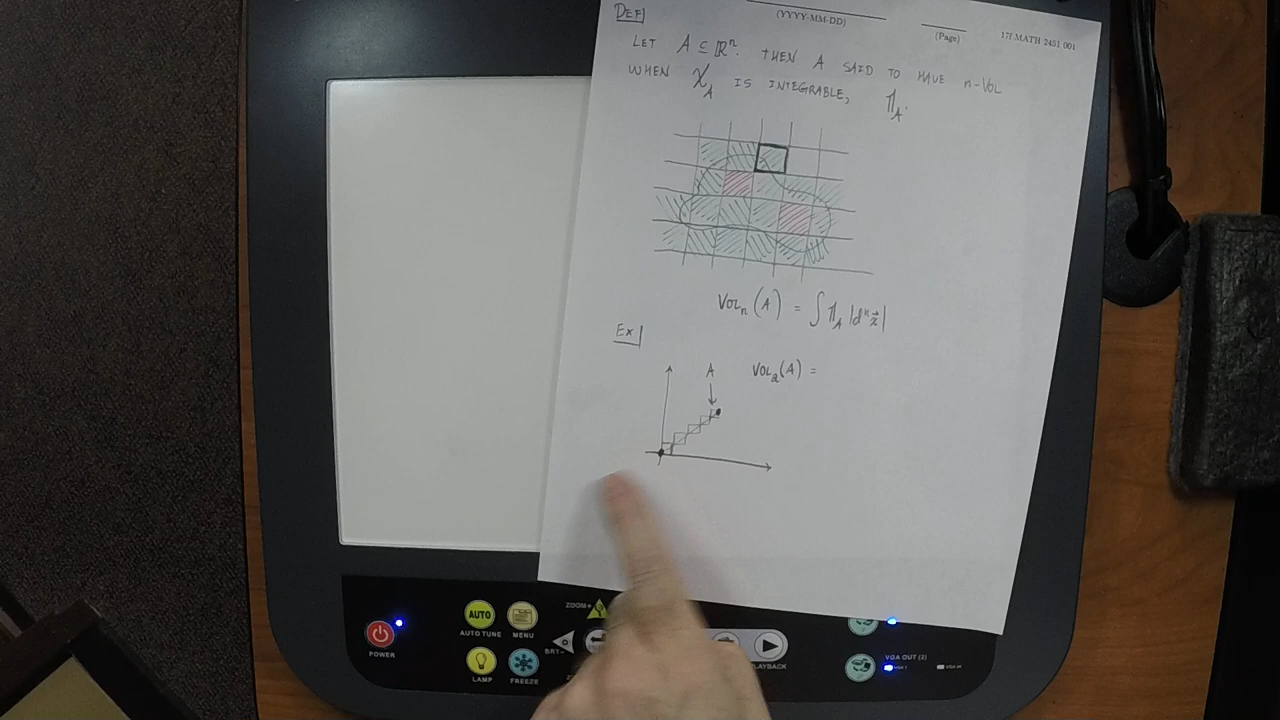 DEF
(YYYY-MM-DD)
(Page)
17f MATH 2451 001
LET A ⊆ ℝⁿ. THEN A SAID TO HAVE n-VOL
WHEN χ_A IS INTEGRABLE, 𝟙_A.
VOL_n(A) = ∫ 𝟙_A |dⁿx⃗|
Ex
A VOL_2(A) =
ZOOM+
AUTO
AUTO TUNE
MENU
BRT-
POWER
LAMP
FREEZE
PLAYBACK
VGA OUT (2)